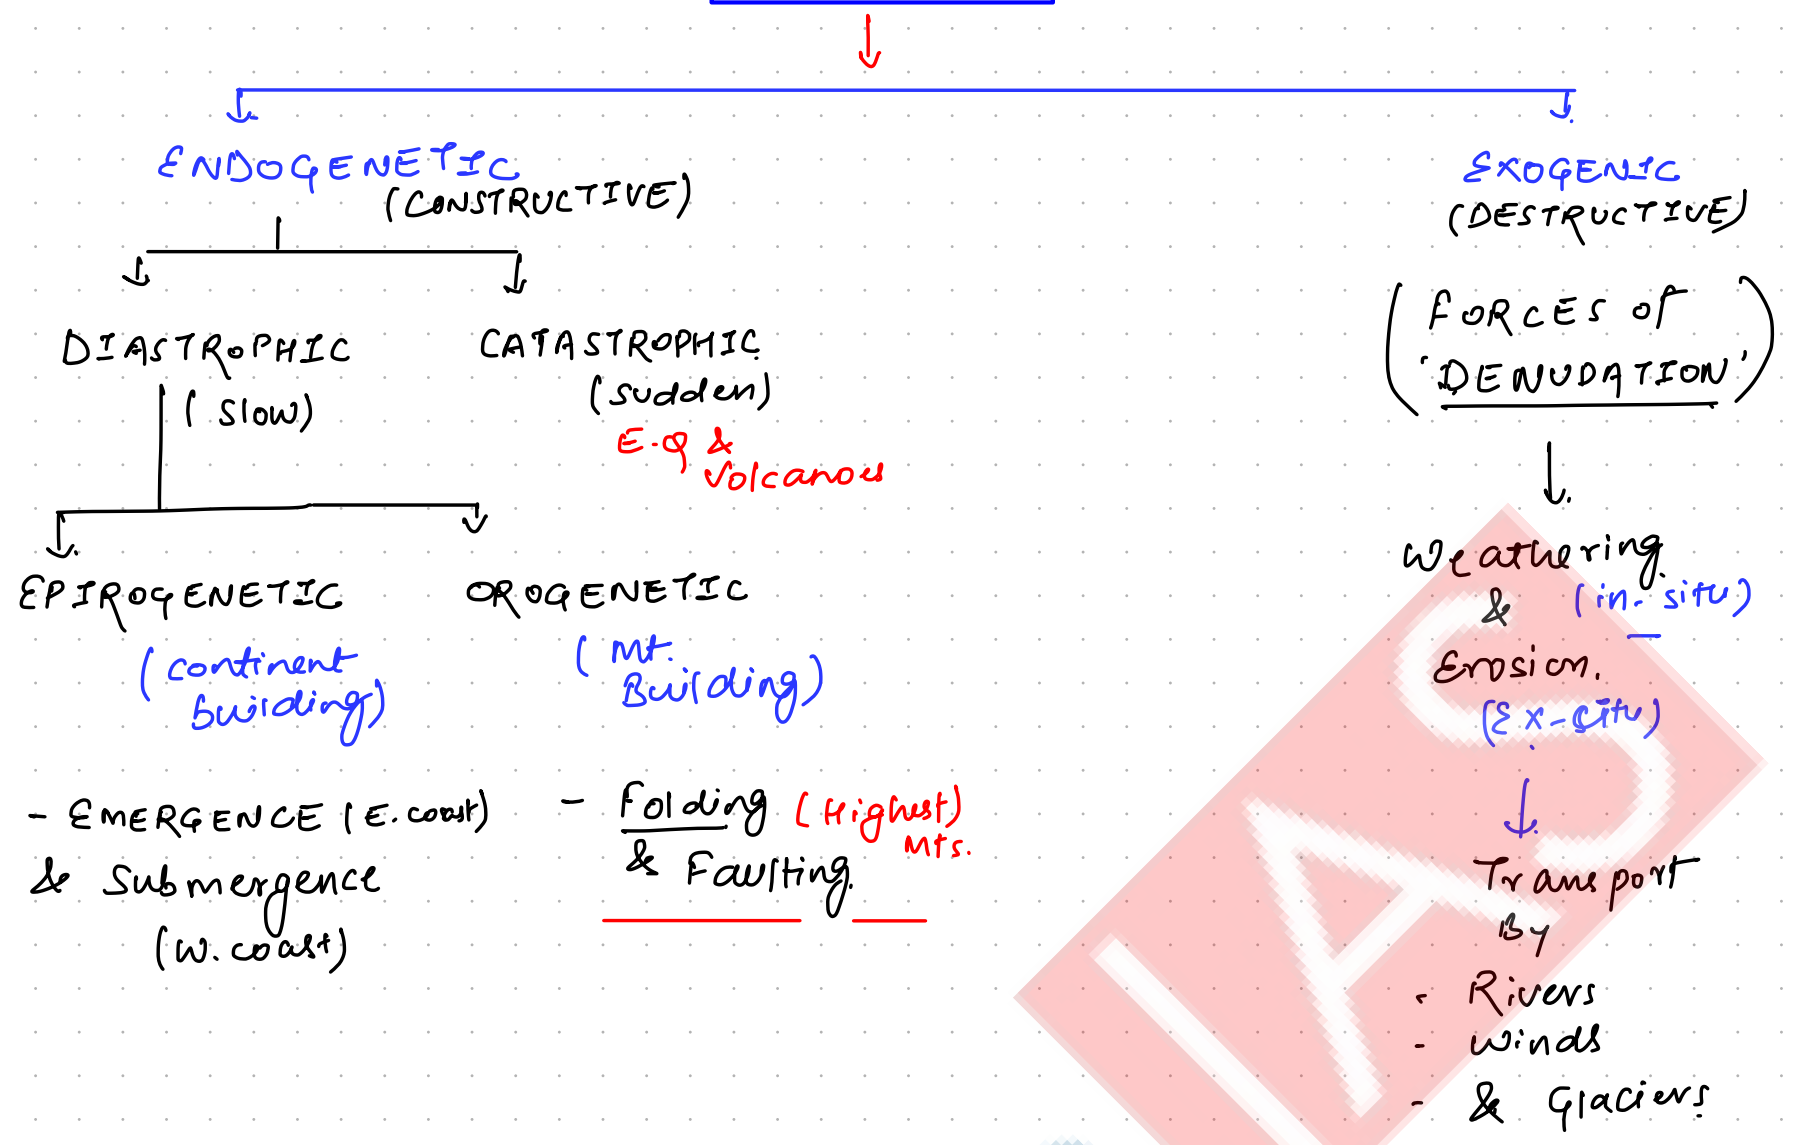 ENDOGENETIC
(CONSTRUCTIVE)
EXOGENIC
(DESTRUCTIVE)
(FORCES OF
'DENUDATION')
DIASTROPHIC
(Slow)
CATASTROPHIC
(sudden)
E.Q &
Volcanoes
EPIROGENETIC
(continent
building)
OROGENETIC
(Mt.
Building)
Weathering
(in-situ)
&
Erosion.
(Ex-situ)
- EMERGENCE (E. coast)
& Submergence
(W. coast)
- Folding (Highest)
Mts.
& Faulting.
Transport
By
- Rivers
- winds
- & Glaciers
IAS